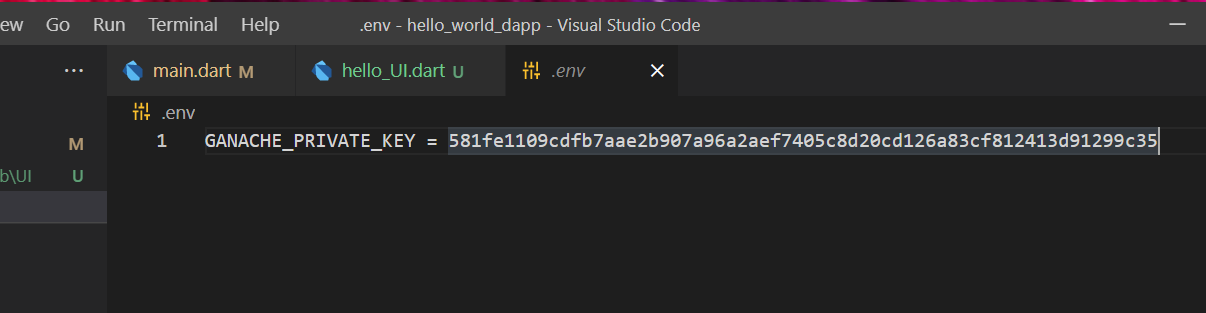 ew Go Run Terminal Help .env - hello_world_dapp - Visual Studio Code
... main.dart M hello_UI.dart U .env
.env
M
1 GANACHE_PRIVATE_KEY = 581fe1109cdfb7aae2b907a96a2aef7405c8d20cd126a83cf812413d91299c35
b\UI U